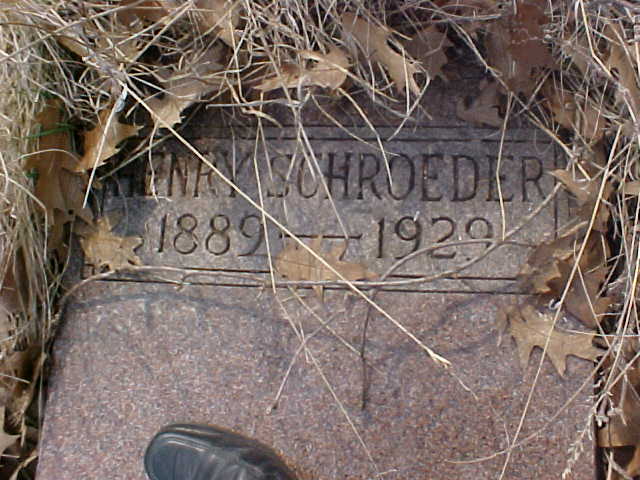 HENRY SCHROEDER
1889 — 1929